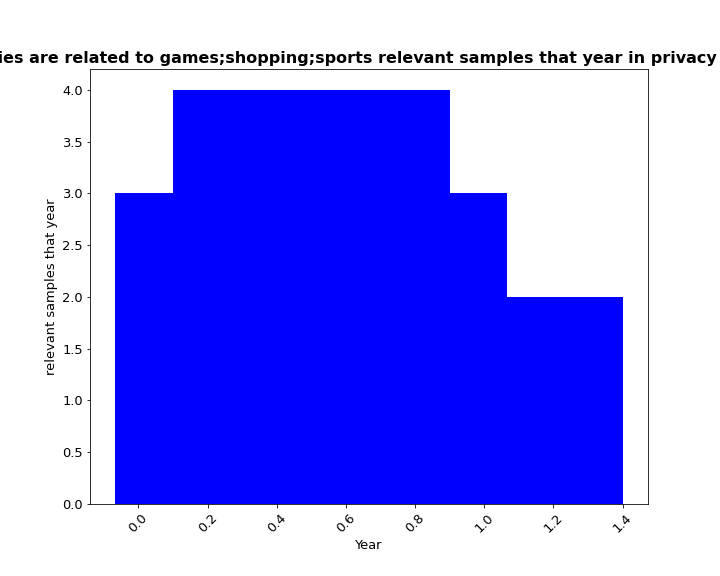 ies are related to games;shopping;sports relevant samples that year in privacy
4.0
3.5
3.0
2.5
2.0
1.5
1.0
0.5
0.0
relevant samples that year
0.0 0.2 0.4 0.6 0.8 1.0 1.2 1.4
Year